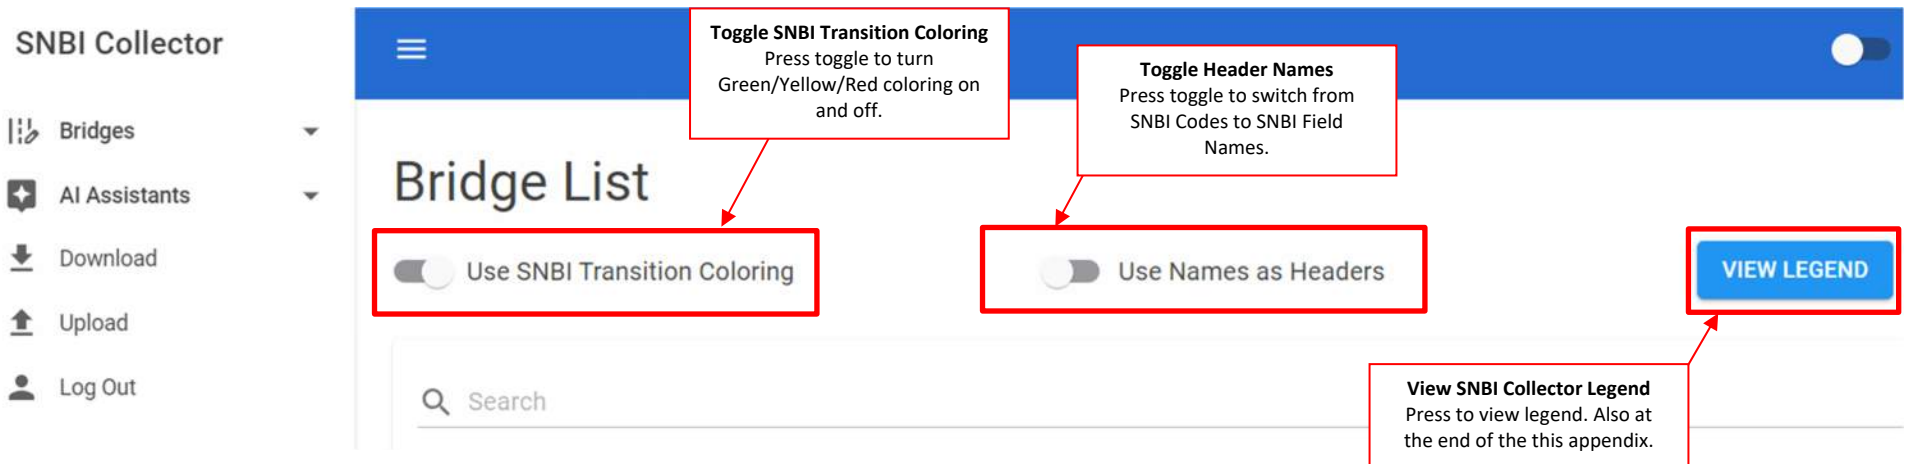 SNBI Collector
Bridges
AI Assistants
Download
Upload
Log Out
Toggle SNBI Transition Coloring
Press toggle to turn
Green/Yellow/Red coloring on
and off.
Toggle Header Names
Press toggle to switch from
SNBI Codes to SNBI Field
Names.
Bridge List
Use SNBI Transition Coloring
Use Names as Headers
VIEW LEGEND
Search
View SNBI Collector Legend
Press to view legend. Also at
the end of the this appendix.